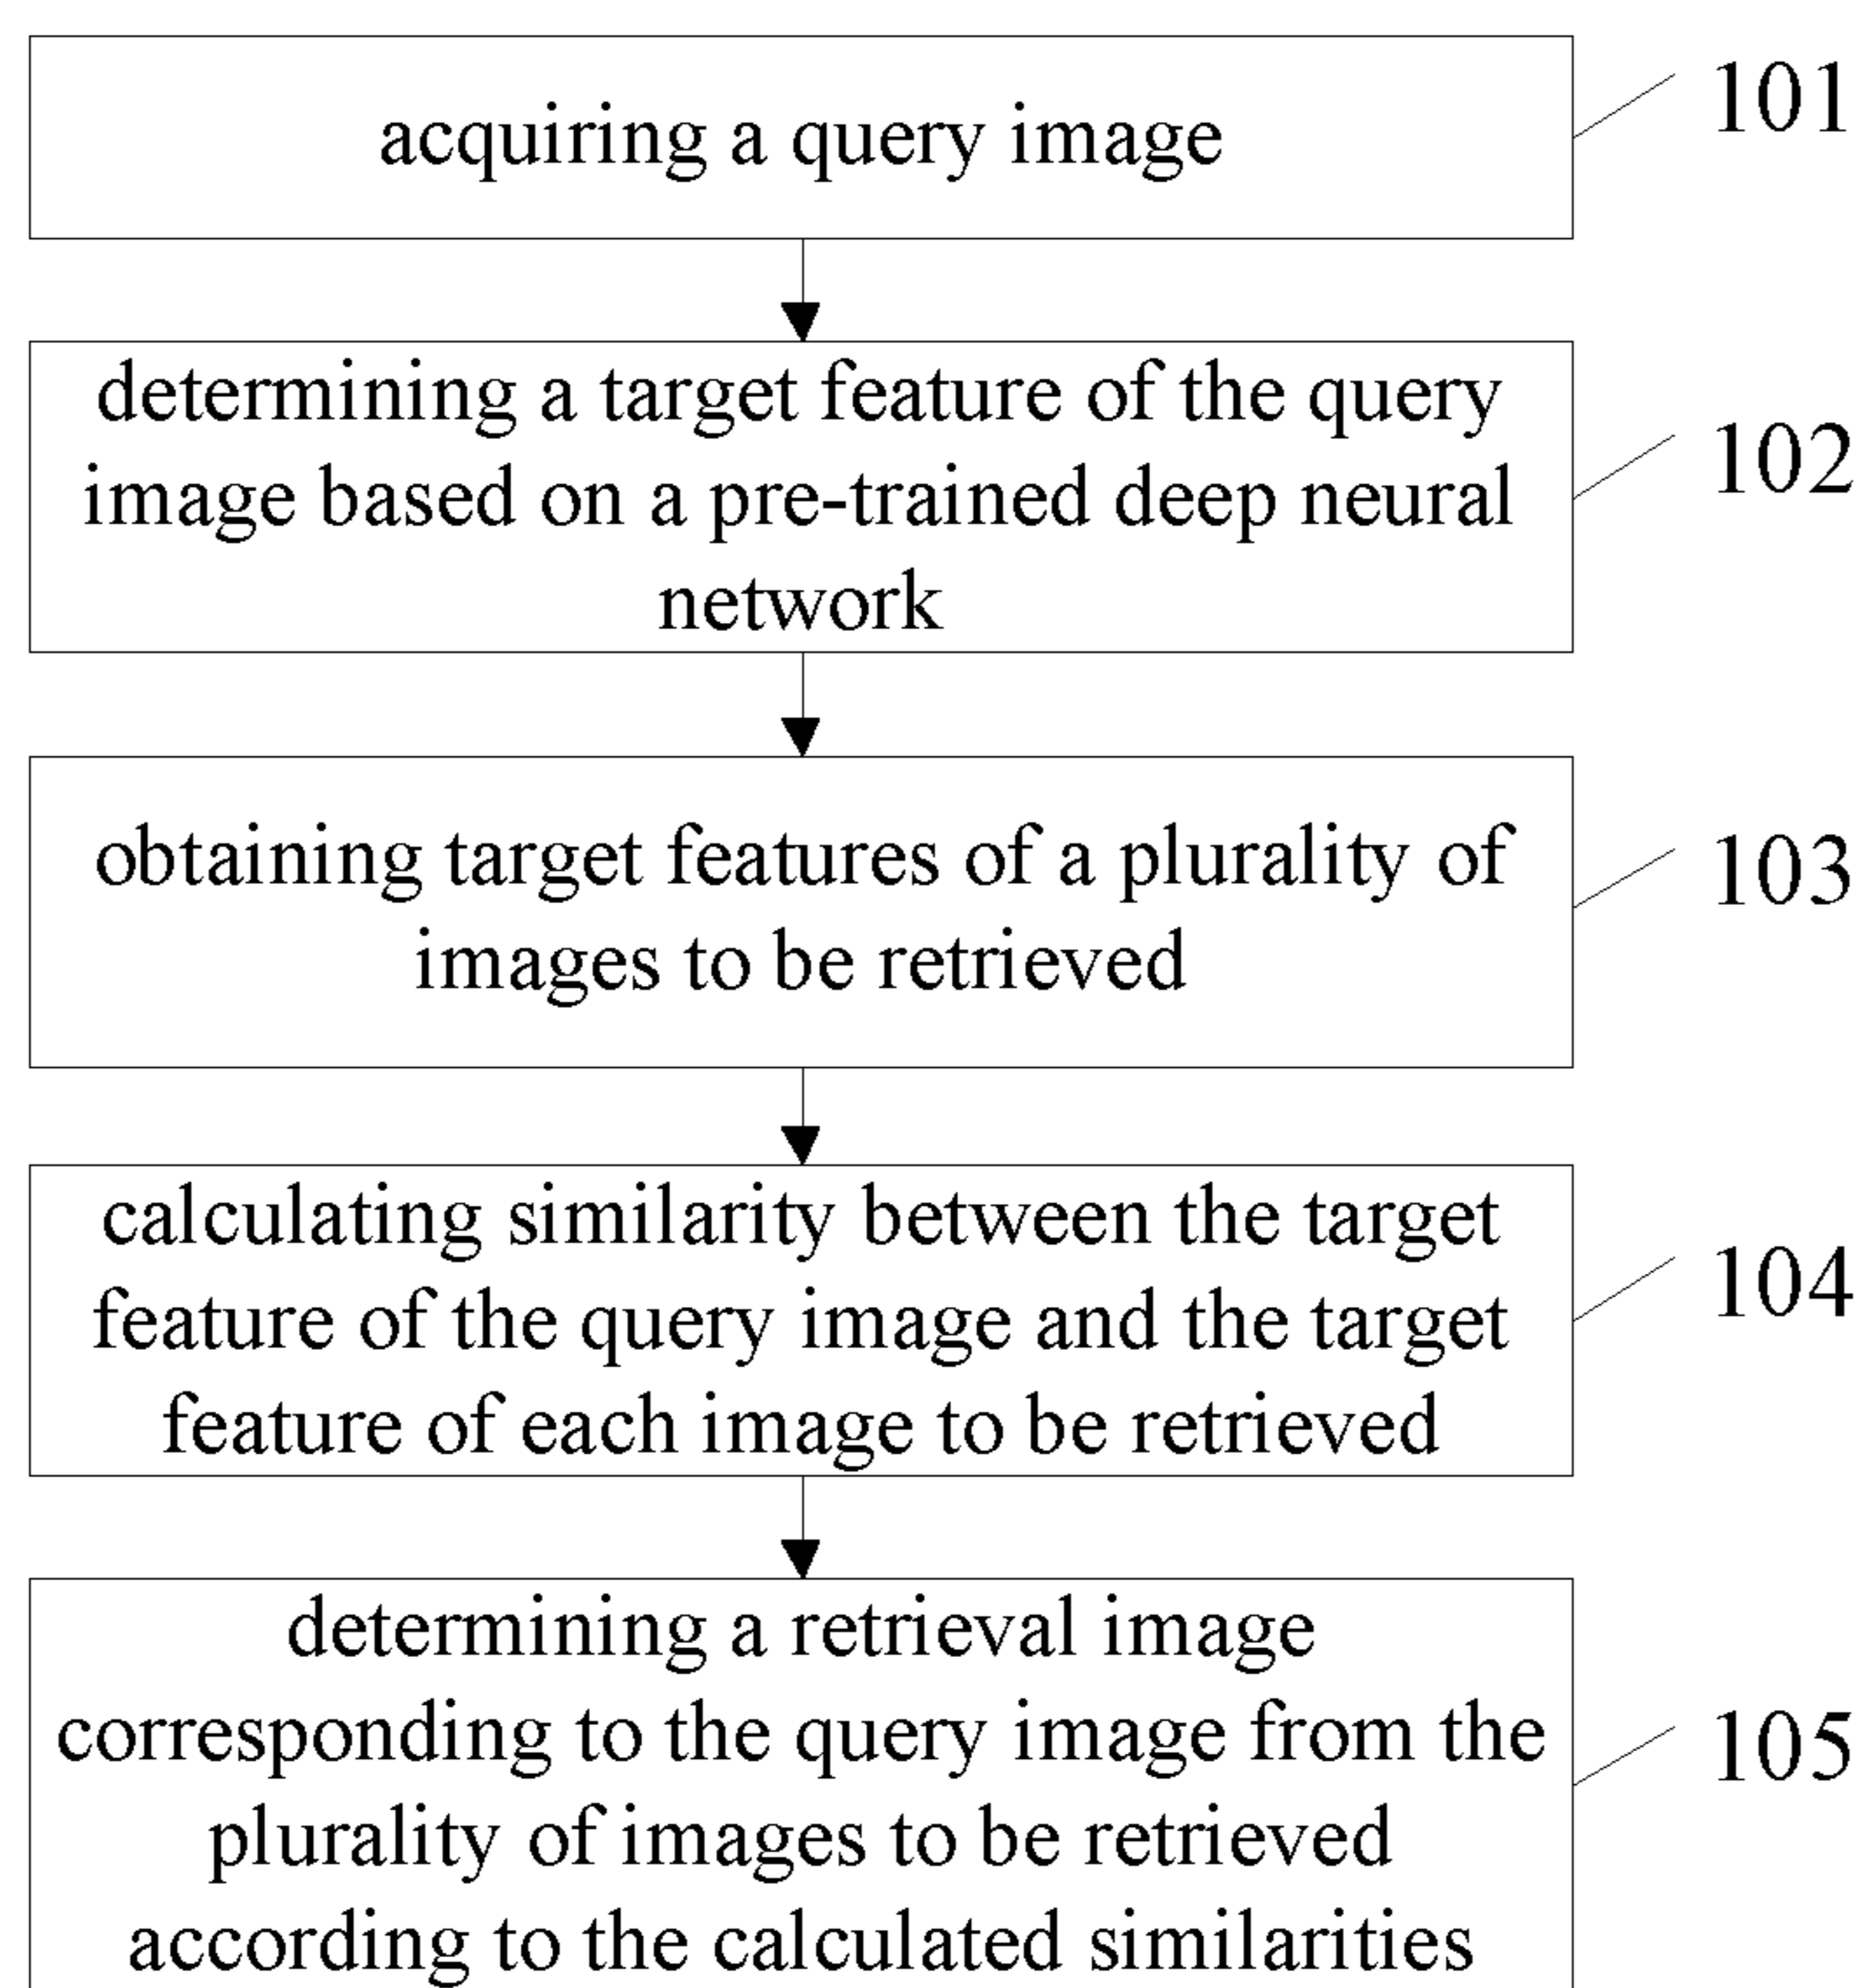 acquiring a query image
101
determining a target feature of the query
image based on a pre-trained deep neural
network
102
obtaining target features of a plurality of
images to be retrieved
103
calculating similarity between the target
feature of the query image and the target
feature of each image to be retrieved
104
determining a retrieval image
corresponding to the query image from the
plurality of images to be retrieved
according to the calculated similarities
105